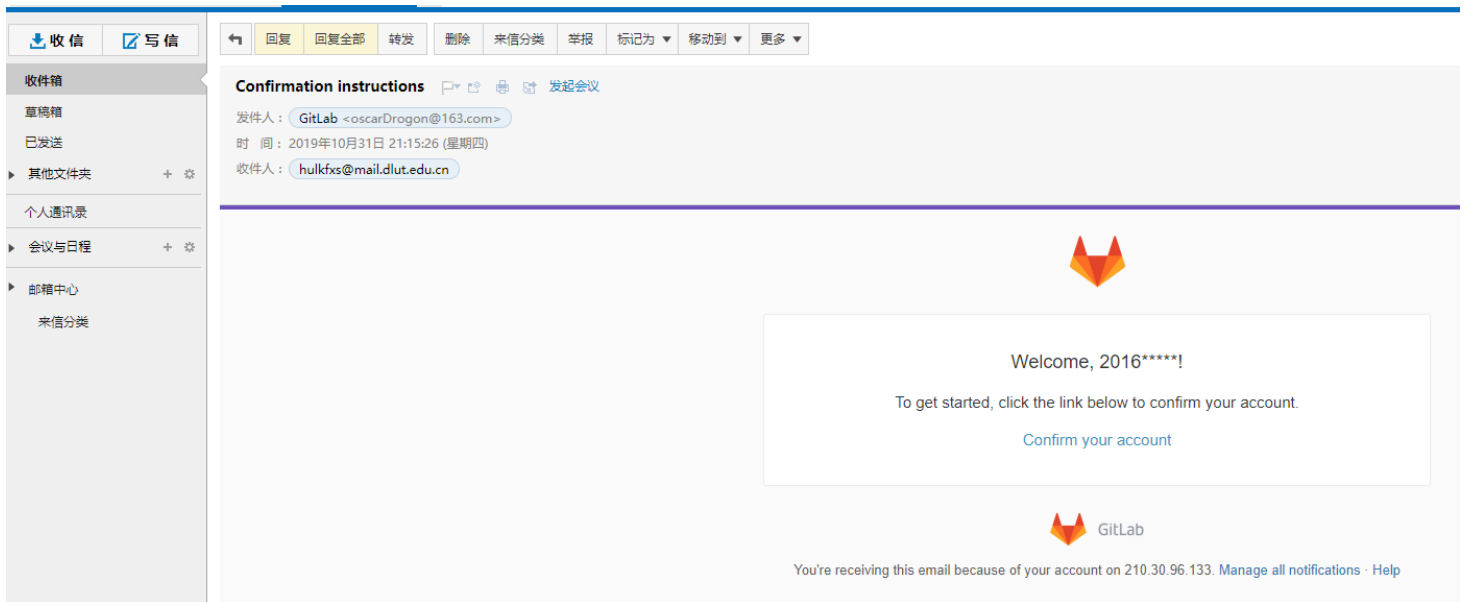 收信 写信
回复 回复全部 转发 删除 来信分类 举报 标记为 移动到 更多
收件箱
草稿箱
已发送
其他文件夹
个人通讯录
会议与日程
邮箱中心
来信分类
Confirmation instructions 发起会议
发件人： GitLab <oscarDrogon@163.com>
时 间： 2019年10月31日 21:15:26 (星期四)
收件人： hulkfxs@mail.dlut.edu.cn
Welcome, 2016*****!
To get started, click the link below to confirm your account.
Confirm your account
GitLab
You're receiving this email because of your account on 210.30.96.133. Manage all notifications · Help